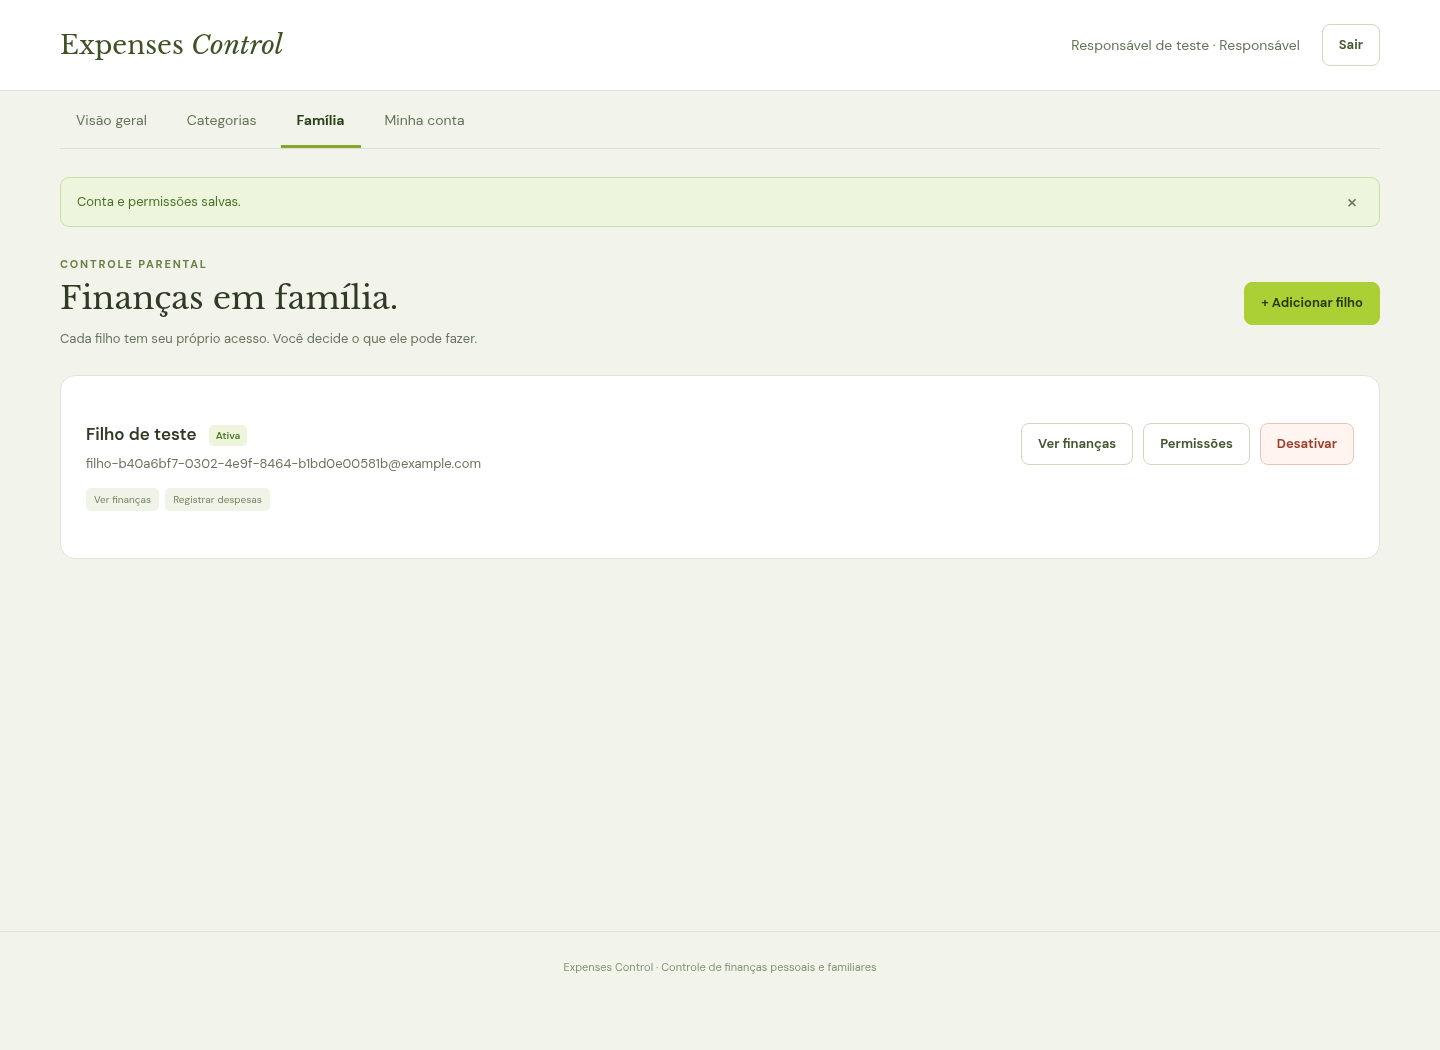 Expenses Control
Responsável de teste · Responsável
Sair
Visão geral
Categorias
Família
Minha conta
Conta e permissões salvas.
×
CONTROLE PARENTAL
Finanças em família.
+ Adicionar filho
Cada filho tem seu próprio acesso. Você decide o que ele pode fazer.
Filho de teste
Ativa
filho-b40a6bf7-0302-4e9f-8464-b1bd0e00581b@example.com
Ver finanças
Registrar despesas
Ver finanças
Permissões
Desativar
Expenses Control · Controle de finanças pessoais e familiares